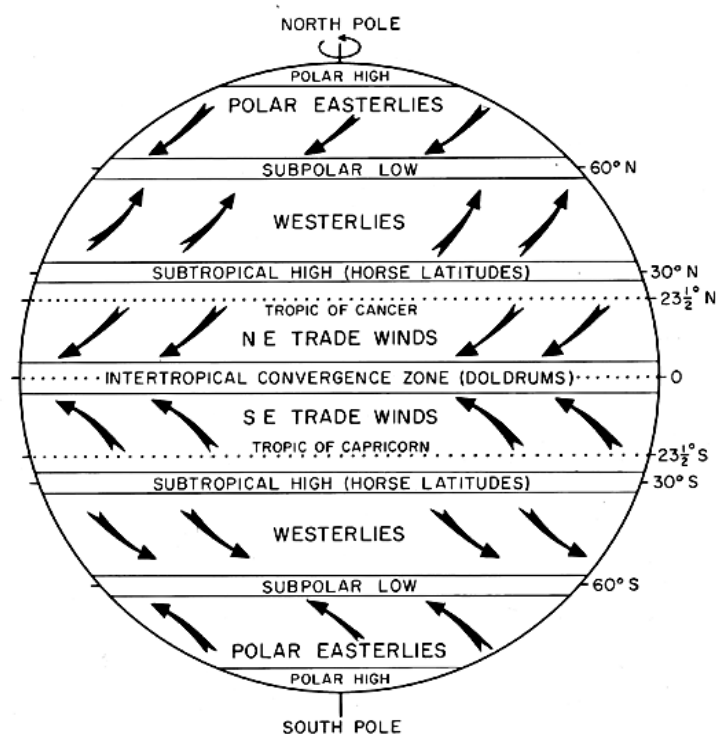 NORTH POLE
POLAR HIGH
POLAR EASTERLIES
SUBPOLAR LOW
60° N
WESTERLIES
SUBTROPICAL HIGH (HORSE LATITUDES)
30° N
23½° N
TROPIC OF CANCER
N E TRADE WINDS
INTERTROPICAL CONVERGENCE ZONE (DOLDRUMS)
0
S E TRADE WINDS
TROPIC OF CAPRICORN
23½° S
SUBTROPICAL HIGH (HORSE LATITUDES)
30° S
WESTERLIES
SUBPOLAR LOW
60° S
POLAR EASTERLIES
POLAR HIGH
SOUTH POLE